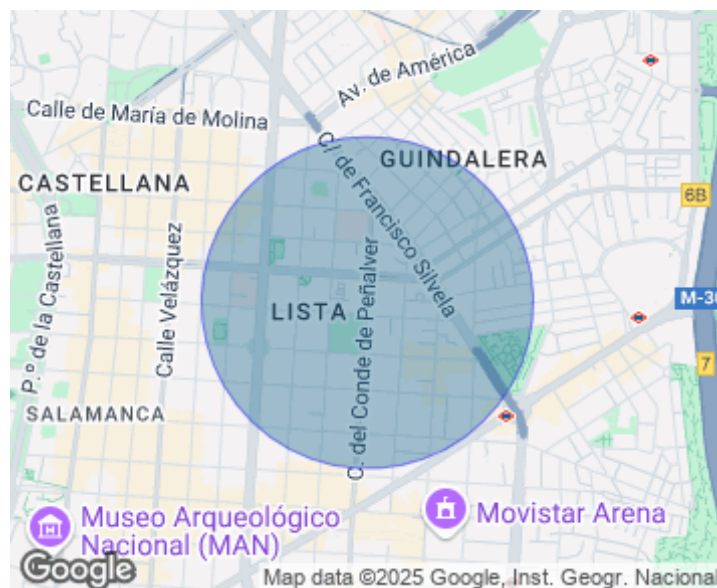 Av. de América
Calle de María de Molina
C/ de Francisco Silvela
GUINDALERA
CASTELLANA
6B
P.º de la Castellana
Calle Velázquez
C. del Conde de Peñalver
LISTA
M-30
7
SALAMANCA
Museo Arqueológico
Nacional (MAN)
Movistar Arena
Google
Map data ©2025 Google, Inst. Geogr. Nacional